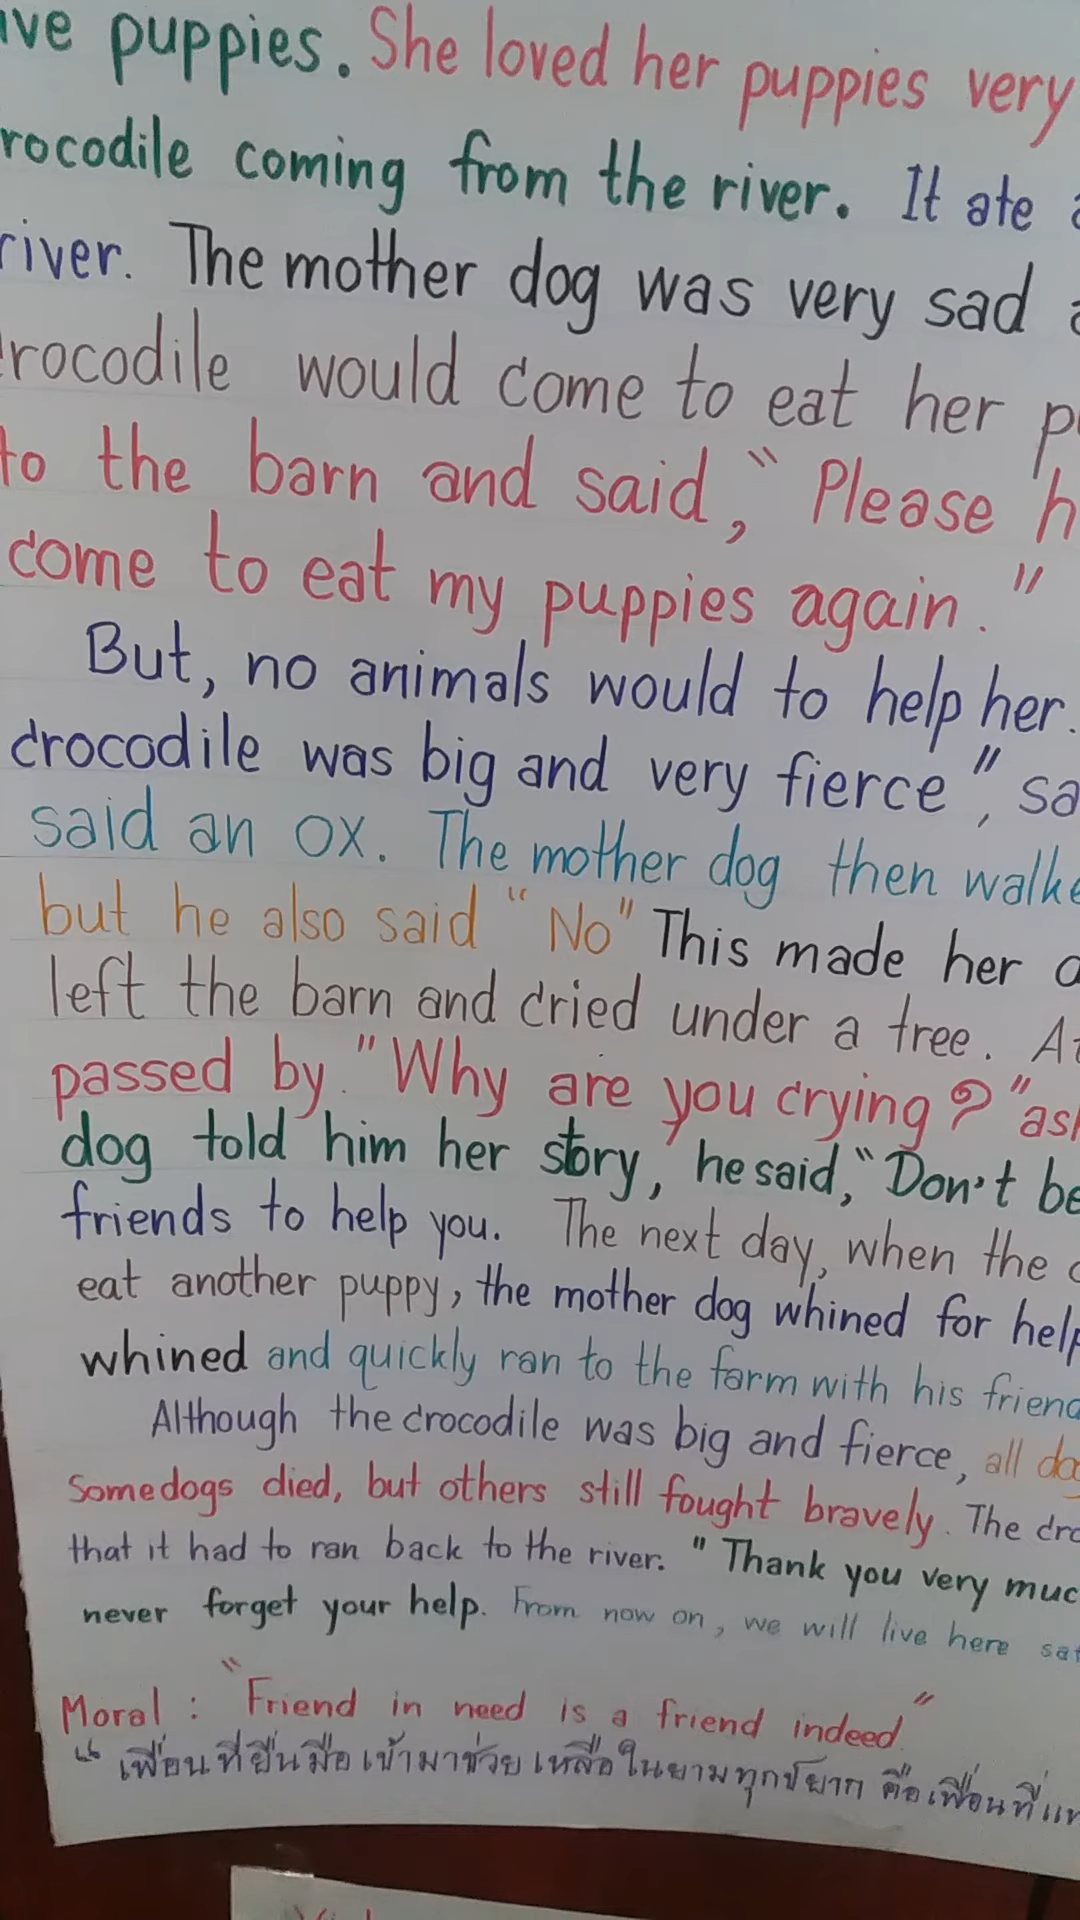 ve puppies. She loved her puppies very
rocodile coming from the river. It ate
river. The mother dog was very sad
crocodile would come to eat her
to the barn and said, "Please
come to eat my puppies again."
But, no animals would to help her.
crocodile was big and very fierce", sa
said an ox. The mother dog then walke
but he also said "No" This made her
left the barn and cried under a tree. At
passed by. "Why are you crying?" ask
dog told him her story, he said, "Don't be
friends to help you. The next day, when the
eat another puppy, the mother dog whined for help
whined and quickly ran to the farm with his friend
Although the crocodile was big and fierce, all dog
Some dogs died, but others still fought bravely. The cro
that it had to ran back to the river. "Thank you very muc
never forget your help. From now on, we will live here saf
Moral : "Friend in need is a friend indeed"
" เพื่อนที่ยื่นมือเข้ามาช่วยเหลือในยามทุกข์ยาก คือเพื่อนที่แท